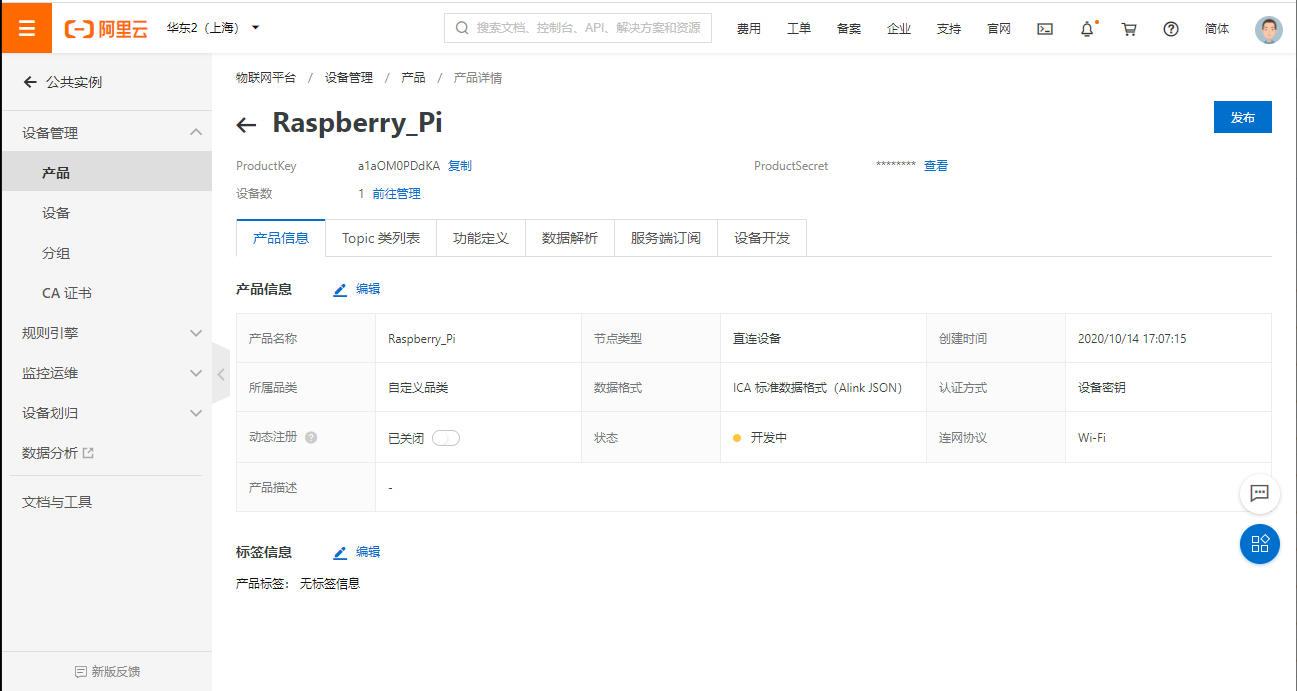 阿里云 华东2（上海） 搜索文档、控制台、API、解决方案和资源 费用 工单 备案 企业 支持 官网 简体
公共实例
设备管理
产品
设备
分组
CA 证书
规则引擎
监控运维
设备划归
数据分析
文档与工具
新版反馈
物联网平台 / 设备管理 / 产品 / 产品详情
Raspberry_Pi 发布
ProductKey a1aOM0PDdKA 复制 ProductSecret ******** 查看
设备数 1 前往管理
产品信息 Topic 类列表 功能定义 数据解析 服务端订阅 设备开发
产品信息 编辑
产品名称 Raspberry_Pi 节点类型 直连设备 创建时间 2020/10/14 17:07:15
所属品类 自定义品类 数据格式 ICA 标准数据格式（Alink JSON） 认证方式 设备密钥
动态注册 已关闭 状态 开发中 连网协议 Wi-Fi
产品描述 -
标签信息 编辑
产品标签： 无标签信息